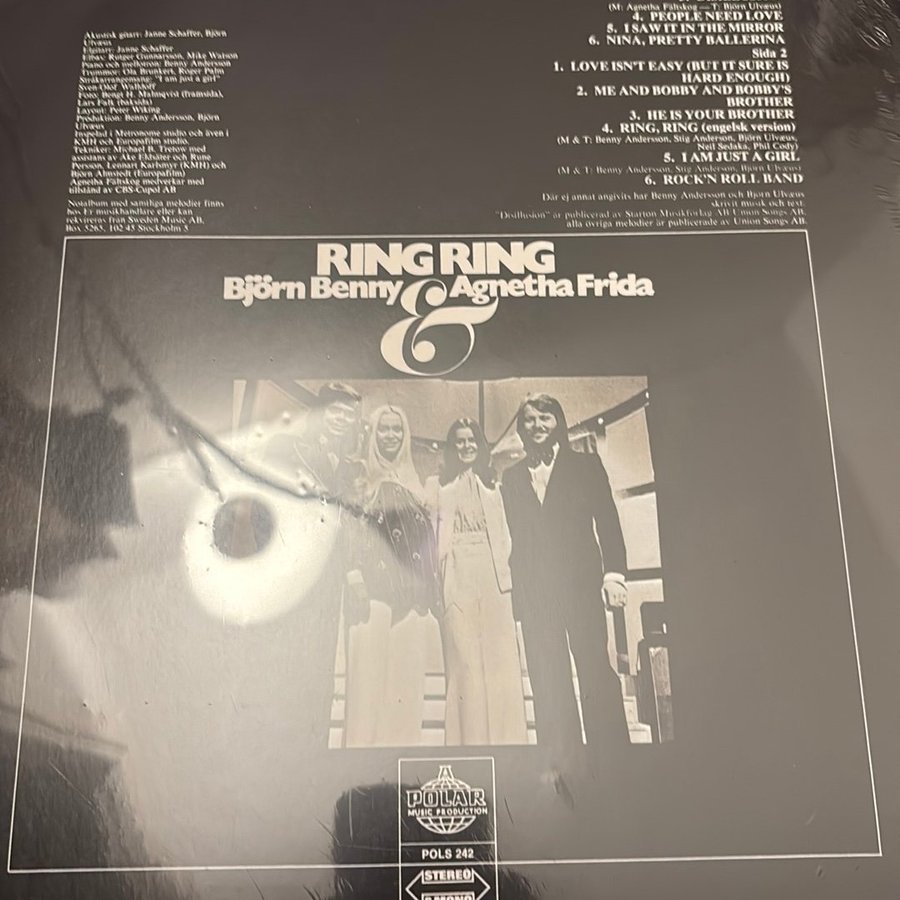 Akustisk gitarr: Janne Schaffer, Björn
Ulvæus
Elgitarr: Janne Schaffer
Elbas: Rutger Gunnarsson, Mike Watson
Piano och mellotron: Benny Andersson
Trummor: Ola Brunkert, Roger Palm
Stråkarrangemang: "I am just a girl"
Sven-Olof Walldoff
Foto: Bengt H. Malmqvist (framsida),
Lars Falt (baksida)
Layout: Peter Wiking
Produktion: Benny Andersson, Björn
Ulvæus
Inspelad i Metronome studio och även i
KMH och Europafilm studio.
Tekniker: Michael B. Tretow med
assistans av Åke Eldsäter och Rune
Persson, Lennart Karlsmyr (KMH) och
Björn Almstedt (Europafilm)
Agnetha Fältskog medverkar med
tillstånd av CBS-Cupol AB
Notalbum med samtliga melodier finns
hos Er musikhandlare eller kan
rekvireras från Sweden Music AB,
Box 5263, 102 45 Stockholm 5
(M: Agnetha Fältskog — T: Björn Ulvæus)
4. PEOPLE NEED LOVE
5. I SAW IT IN THE MIRROR
6. NINA, PRETTY BALLERINA
Sida 2
1. LOVE ISN'T EASY (BUT IT SURE IS
HARD ENOUGH)
2. ME AND BOBBY AND BOBBY'S
BROTHER
3. HE IS YOUR BROTHER
4. RING, RING (engelsk version)
(M & T: Benny Andersson, Stig Anderson, Björn Ulvæus,
Neil Sedaka, Phil Cody)
5. I AM JUST A GIRL
(M & T: Benny Andersson, Stig Anderson, Björn Ulvæus)
6. ROCK'N ROLL BAND
Där ej annat angivits har Benny Andersson och Björn Ulvæus
skrivit musik och text.
"Disillusion" är publicerad av Starton Musikförlag AB/Union Songs AB,
alla övriga melodier är publicerade av Union Songs AB.
RING RING
Björn Benny & Agnetha Frida
POLAR
MUSIC PRODUCTION
POLS 242
STEREO